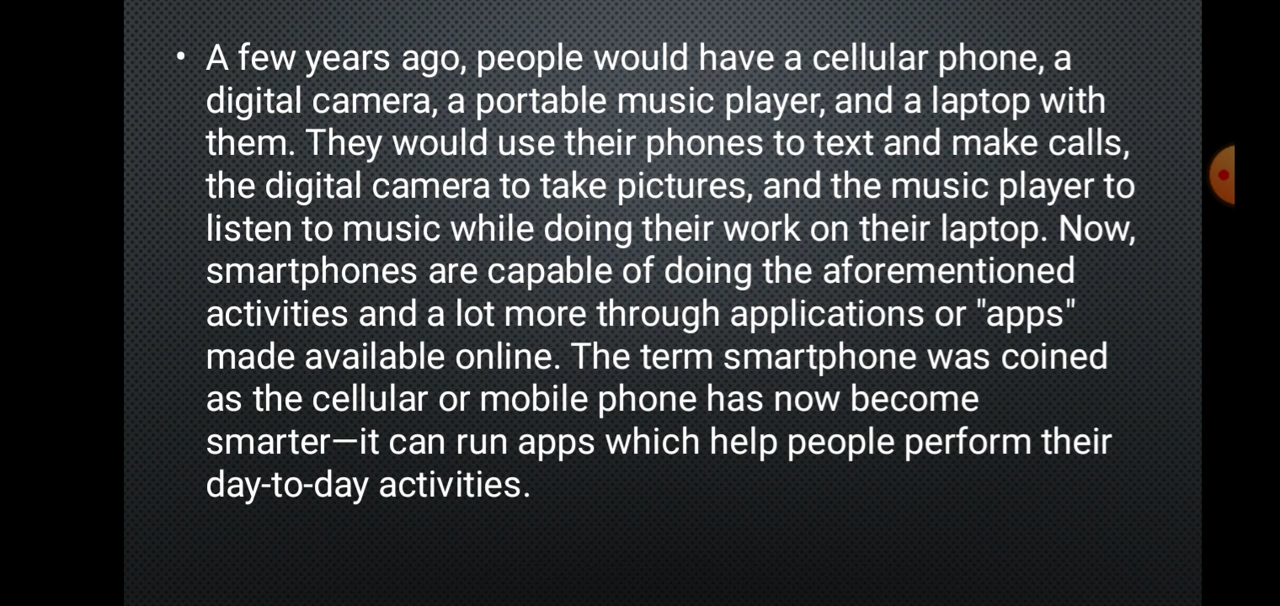 • A few years ago, people would have a cellular phone, a
digital camera, a portable music player, and a laptop with
them. They would use their phones to text and make calls,
the digital camera to take pictures, and the music player to
listen to music while doing their work on their laptop. Now,
smartphones are capable of doing the aforementioned
activities and a lot more through applications or "apps"
made available online. The term smartphone was coined
as the cellular or mobile phone has now become
smarter—it can run apps which help people perform their
day-to-day activities.